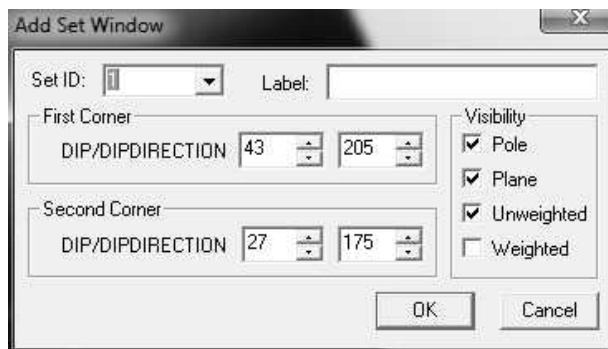 Add Set Window
Set ID: 1 Label:
First Corner
DIP/DIPDIRECTION 43 205
Second Corner
DIP/DIPDIRECTION 27 175
Visibility
Pole
Plane
Unweighted
Weighted
OK Cancel